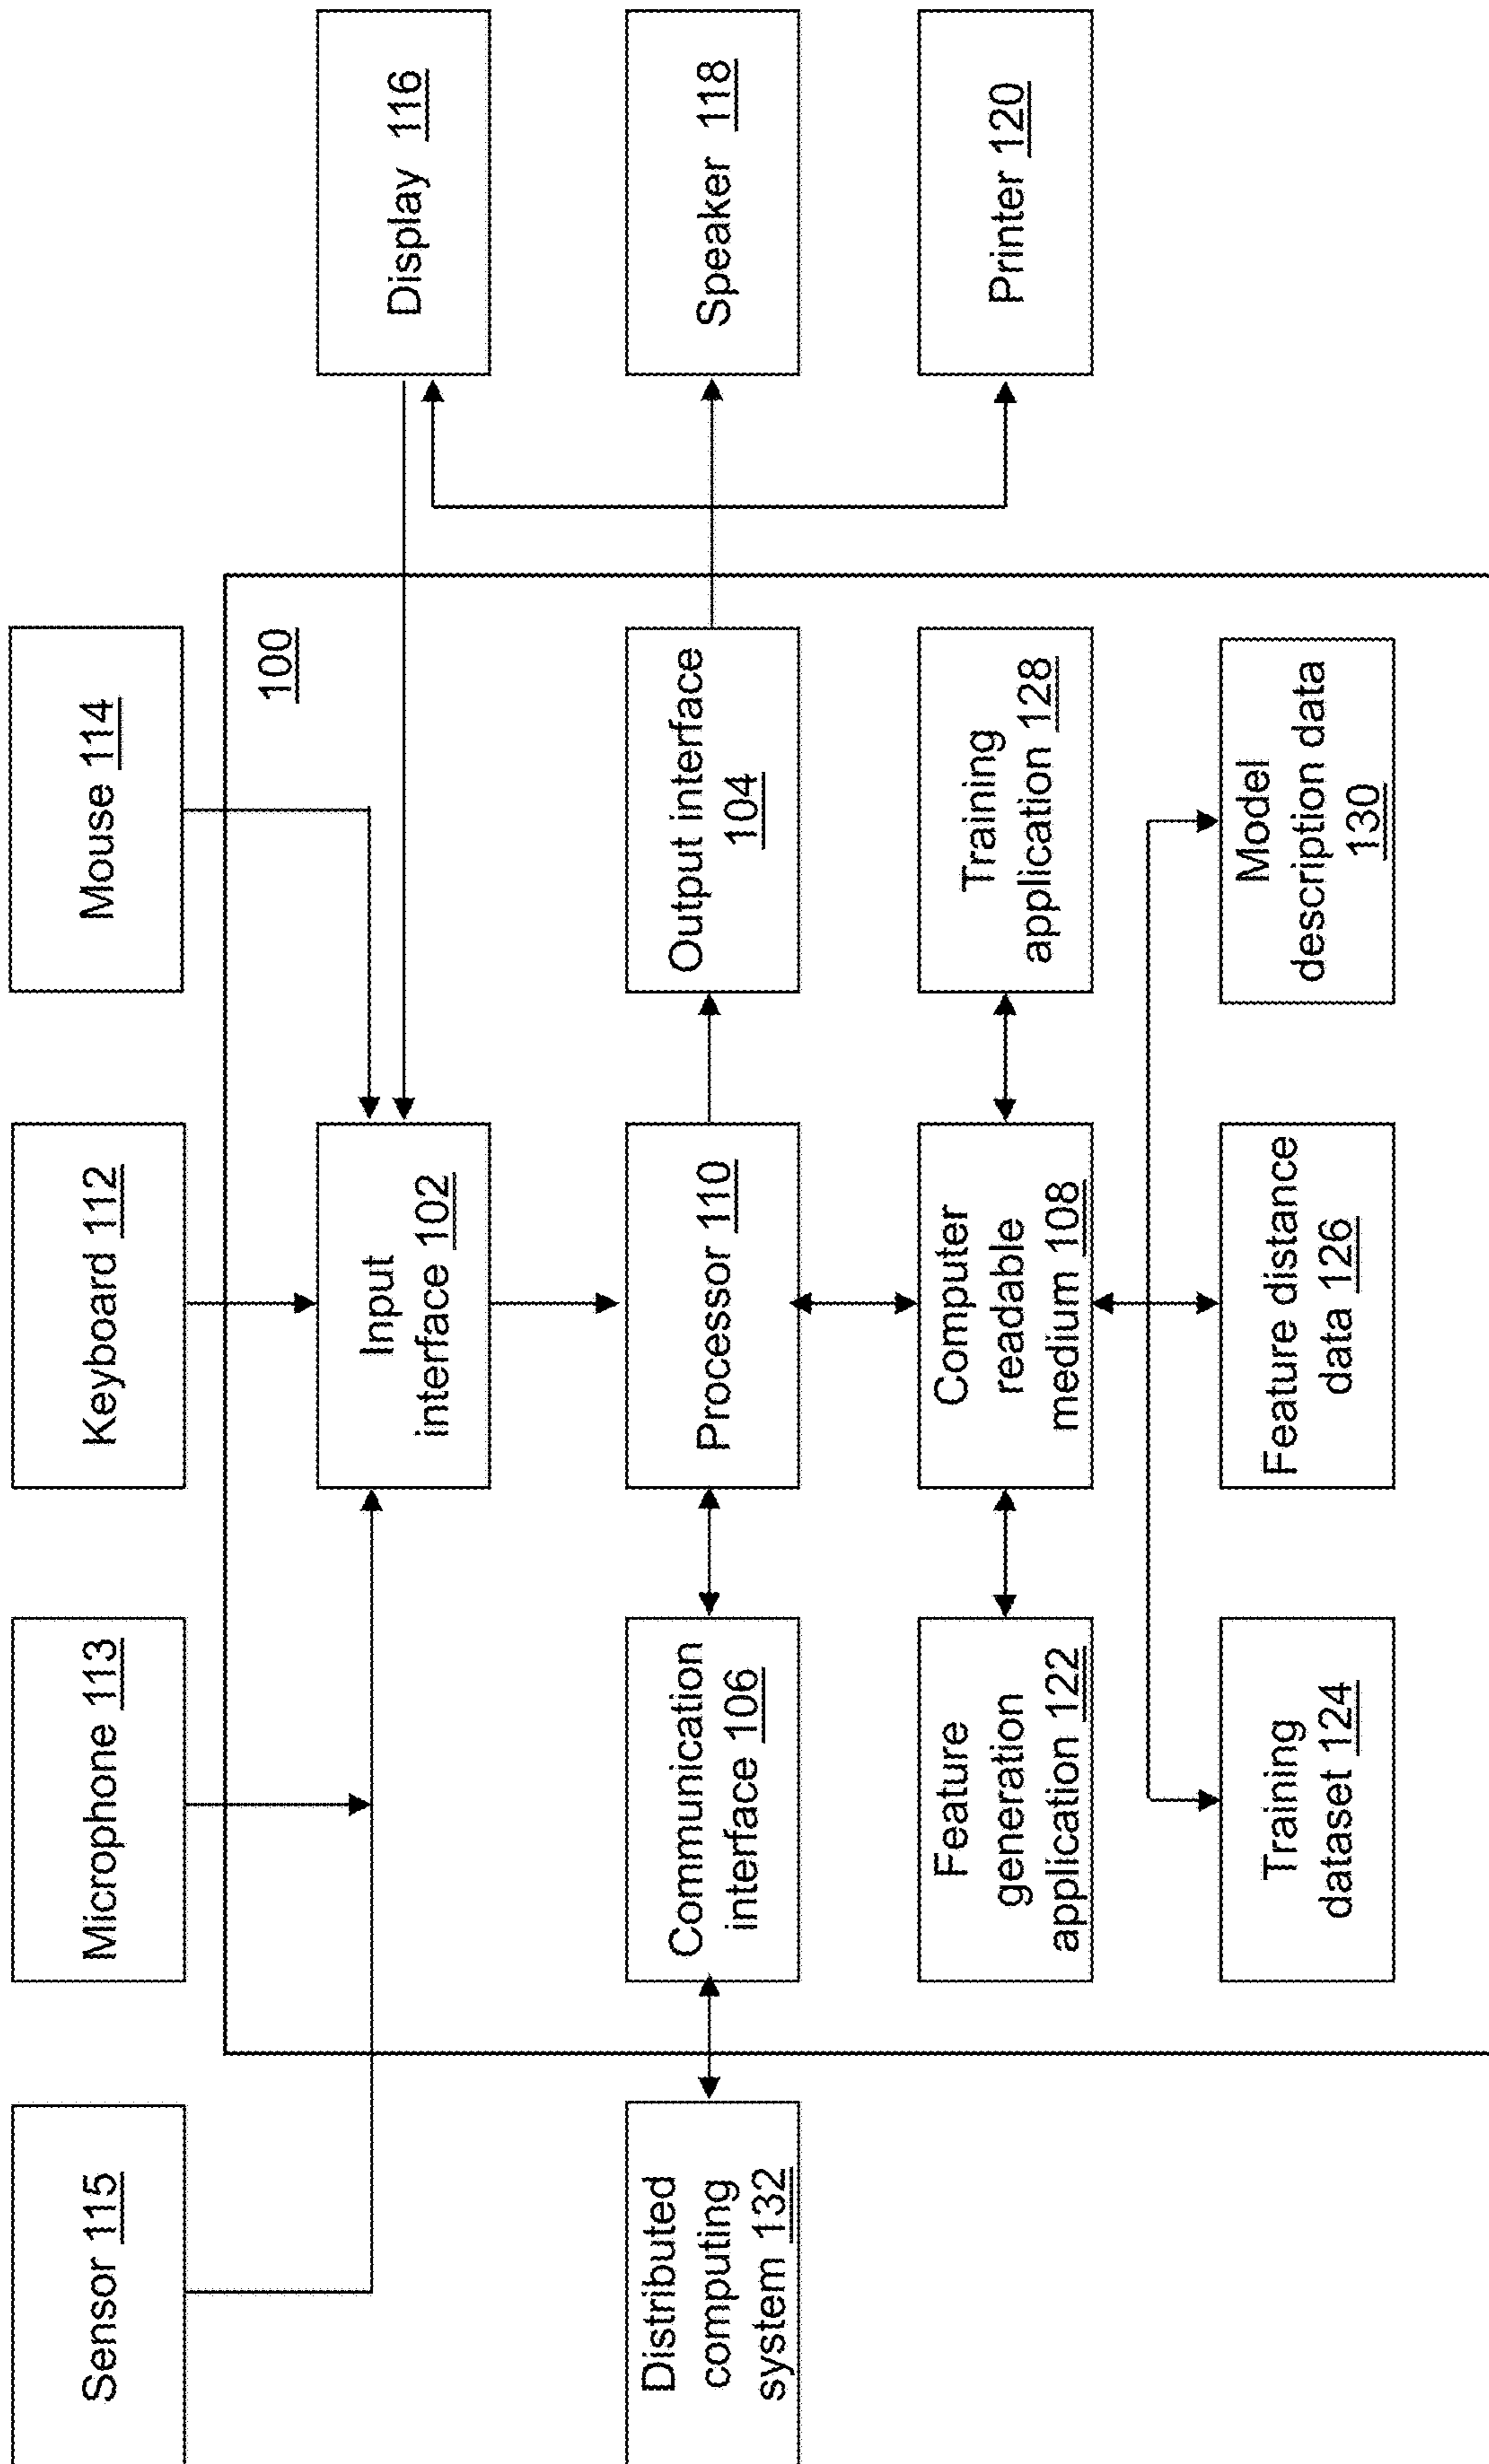 Sensor 115
Microphone 113
Keyboard 112
Mouse 114
100
Input
interface 102
Display 116
Distributed
computing
system 132
Communication
interface 106
Processor 110
Output interface
104
Speaker 118
Feature
generation
application 122
Computer
readable
medium 108
Training
application 128
Printer 120
Training
dataset 124
Feature distance
data 126
Model
description data
130